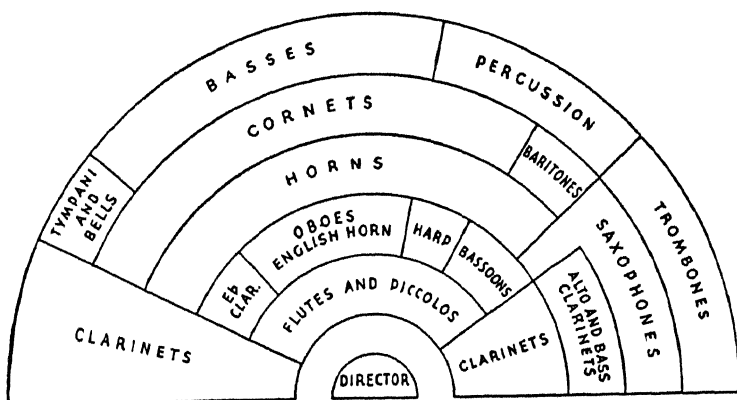 BASSES
PERCUSSION
CORNETS
BARITONES
HORNS
TYMPANI
AND
BELLS
TROMBONES
SAXOPHONES
OBOES
ENGLISH HORN
HARP
BASSOONS
E♭
CLAR.
FLUTES AND PICCOLOS
ALTO AND BASS
CLARINETS
CLARINETS
CLARINETS
DIRECTOR